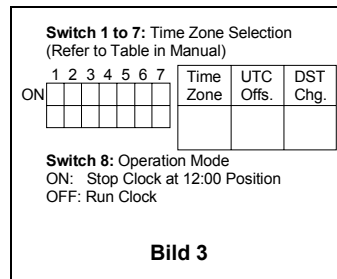 Switch 1 to 7: Time Zone Selection
(Refer to Table in Manual)
1 2 3 4 5 6 7
ON
Time Zone
UTC Offs.
DST Chg.
Switch 8: Operation Mode
ON: Stop Clock at 12:00 Position
OFF: Run Clock
Bild 3